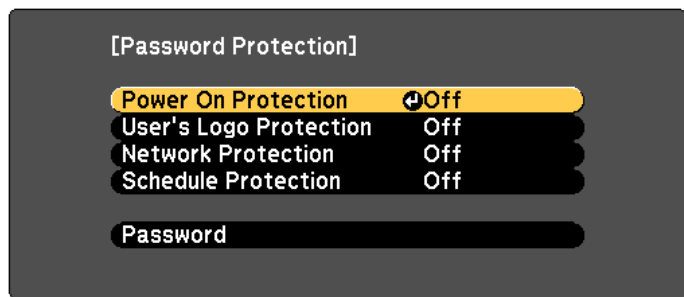 [Password Protection]
Power On Protection Off
User's Logo Protection Off
Network Protection Off
Schedule Protection Off
Password